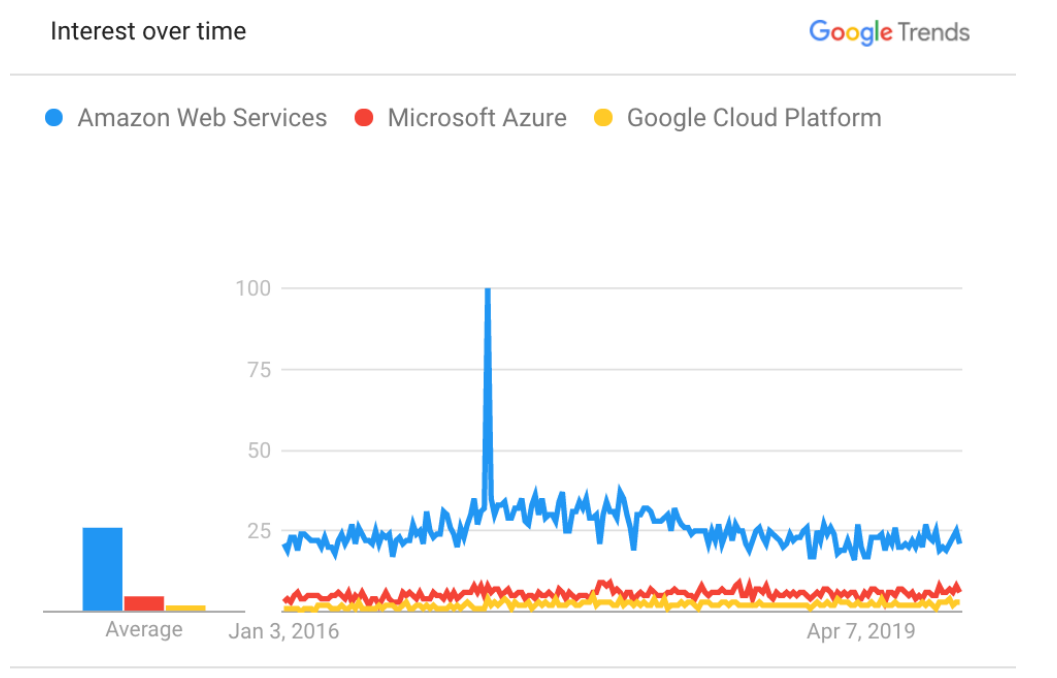 Interest over time
Google Trends
Amazon Web Services
Microsoft Azure
Google Cloud Platform
100
75
50
25
Average
Jan 3, 2016
Apr 7, 2019